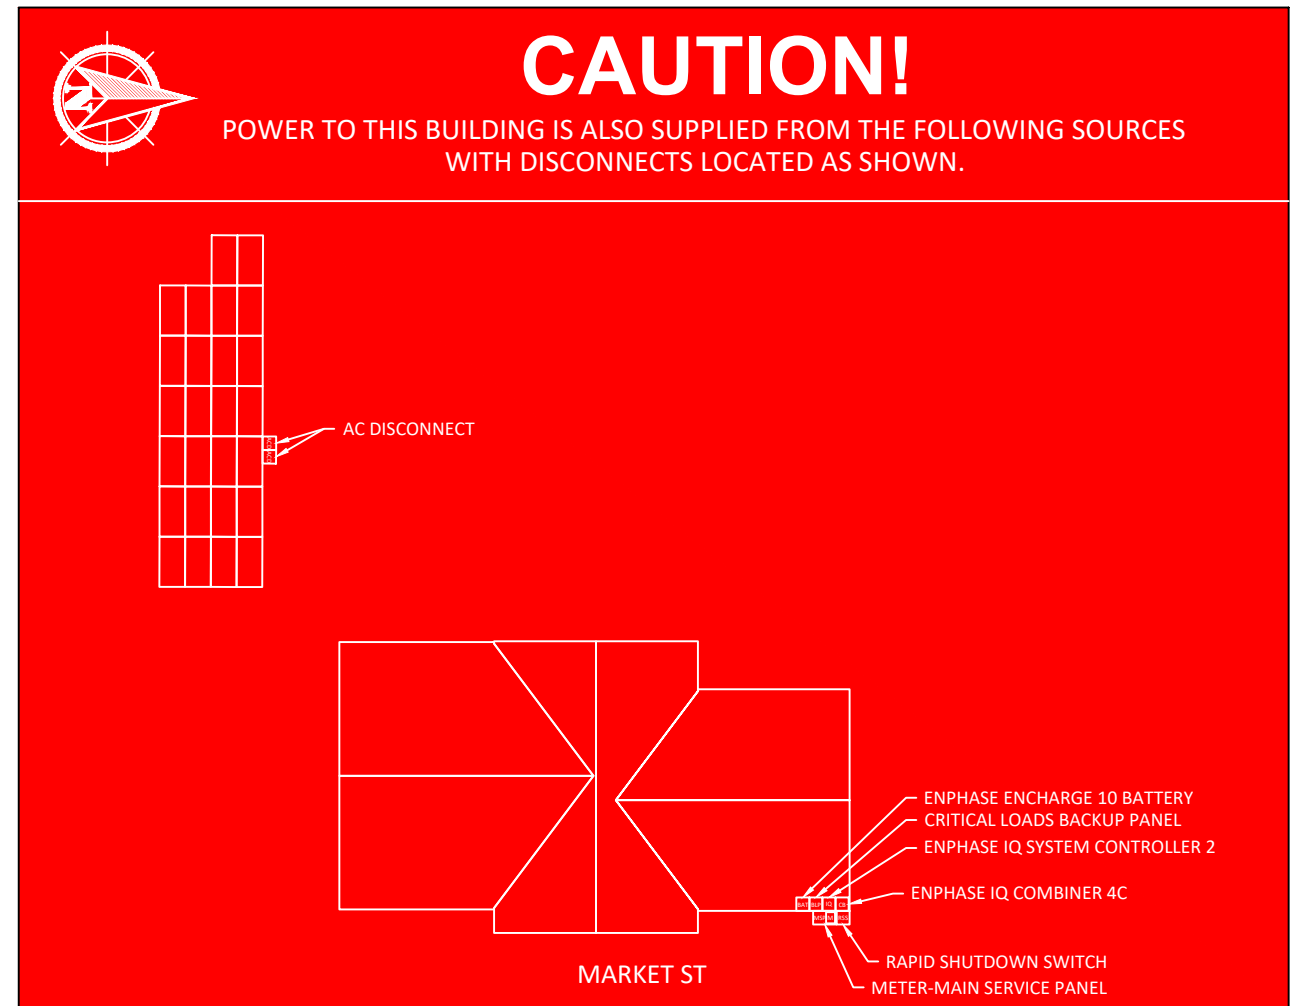 N
CAUTION!
POWER TO THIS BUILDING IS ALSO SUPPLIED FROM THE FOLLOWING SOURCES
WITH DISCONNECTS LOCATED AS SHOWN.
AC DISCONNECT
ENPHASE ENCHARGE 10 BATTERY
CRITICAL LOADS BACKUP PANEL
ENPHASE IQ SYSTEM CONTROLLER 2
ENPHASE IQ COMBINER 4C
BAT BLP IQ CB
MSP M RSS
RAPID SHUTDOWN SWITCH
MARKET ST
METER-MAIN SERVICE PANEL